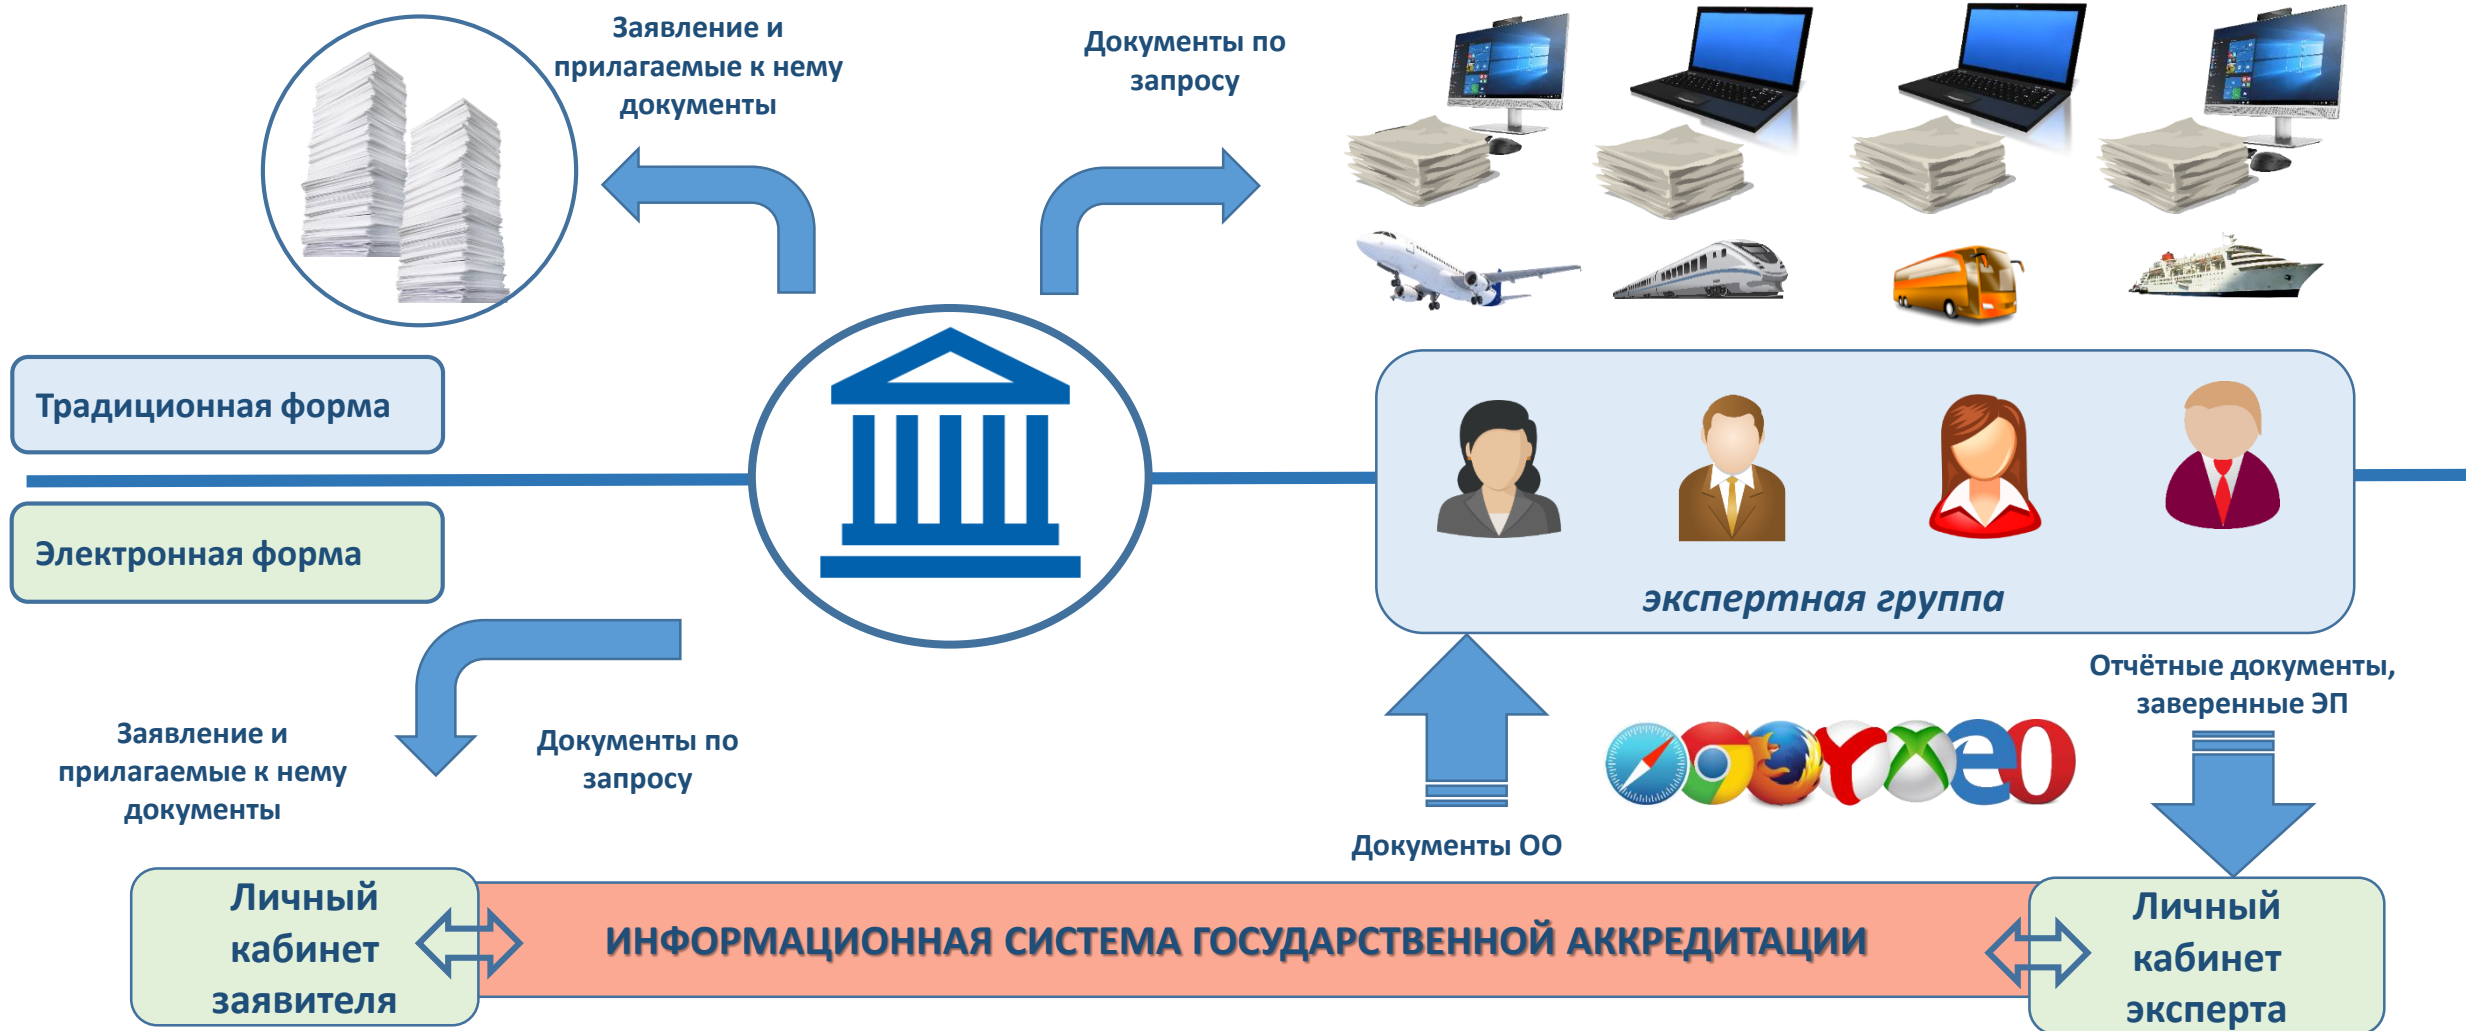 Заявление и
прилагаемые к нему
документы
Документы по
запросу
Традиционная форма
Электронная форма
экспертная группа
Заявление и
прилагаемые к нему
документы
Документы по
запросу
Документы ОО
Отчётные документы,
заверенные ЭП
Личный
кабинет
заявителя
ИНФОРМАЦИОННАЯ СИСТЕМА ГОСУДАРСТВЕННОЙ АККРЕДИТАЦИИ
Личный
кабинет
эксперта